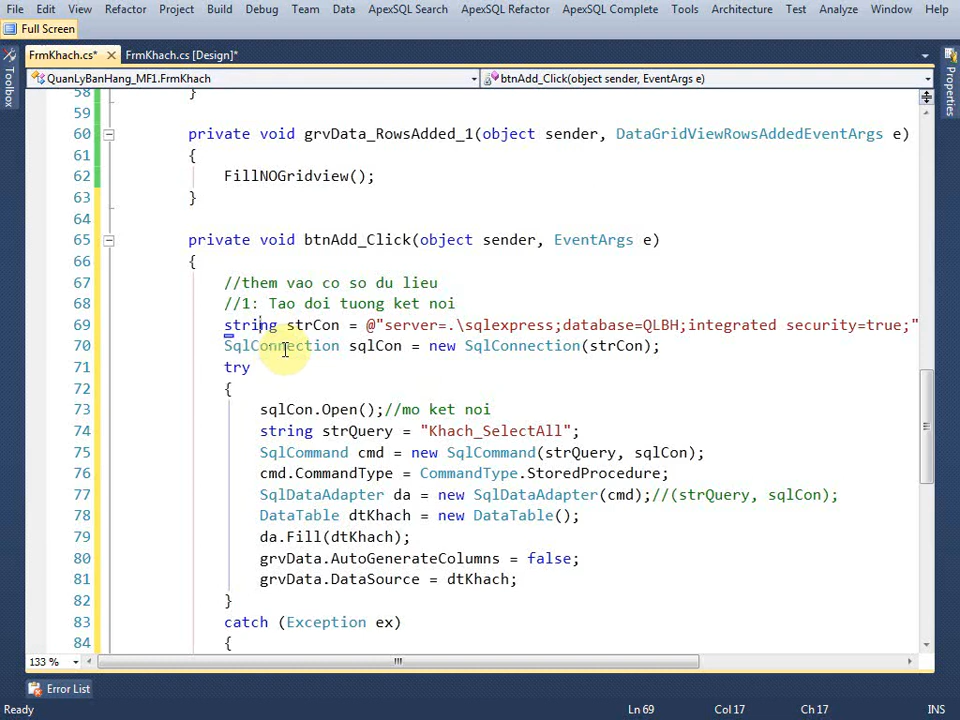 File Edit View Refactor Project Build Debug Team Data ApexSQL Search ApexSQL Refactor ApexSQL Complete Tools Architecture Test Analyze Window Help
Full Screen
FrmKhach.cs* FrmKhach.cs [Design]*
Toolbox
Properties
QuanLyBanHang_MF1.FrmKhach btnAdd_Click(object sender, EventArgs e)
58 }
59
60 private void grvData_RowsAdded_1(object sender, DataGridViewRowsAddedEventArgs e)
61 {
62 FillNOGridview();
63 }
64
65 private void btnAdd_Click(object sender, EventArgs e)
66 {
67 //them vao co so du lieu
68 //1: Tao doi tuong ket noi
69 string strCon = @"server=.\sqlexpress;database=QLBH;integrated security=true;"
70 SqlConnection sqlCon = new SqlConnection(strCon);
71 try
72 {
73 sqlCon.Open();//mo ket noi
74 string strQuery = "Khach_SelectAll";
75 SqlCommand cmd = new SqlCommand(strQuery, sqlCon);
76 cmd.CommandType = CommandType.StoredProcedure;
77 SqlDataAdapter da = new SqlDataAdapter(cmd);//(strQuery, sqlCon);
78 DataTable dtKhach = new DataTable();
79 da.Fill(dtKhach);
80 grvData.AutoGenerateColumns = false;
81 grvData.DataSource = dtKhach;
82 }
83 catch (Exception ex)
84 {
133 %
Error List
Ready Ln 69 Col 17 Ch 17 INS